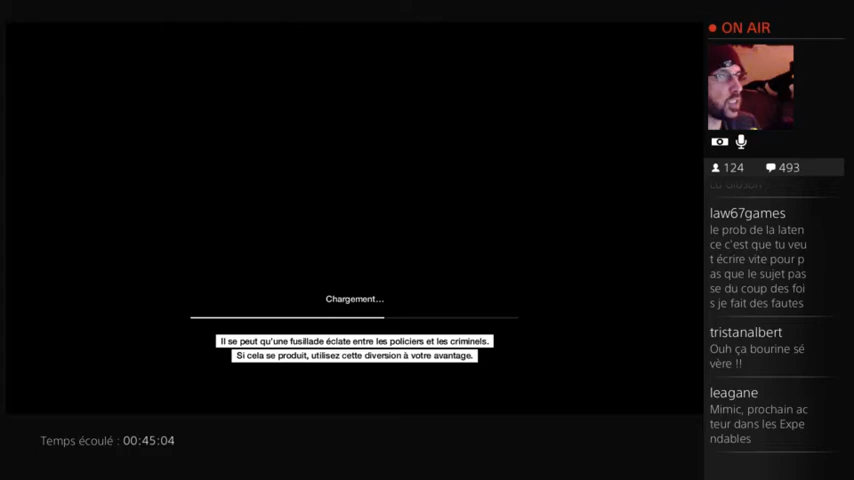 ON AIR
124 493
law67games
le prob de la laten
ce c'est que tu veu
t écrire vite pour p
as que le sujet pas
se du coup des foi
s je fait des fautes
tristanalbert
Ouh ça bourine sé
vère !!
leagane
Mimic, prochain ac
teur dans les Expe
ndables
Chargement...
Il se peut qu'une fusillade éclate entre les policiers et les criminels.
Si cela se produit, utilisez cette diversion à votre avantage.
Temps écoulé : 00:45:04